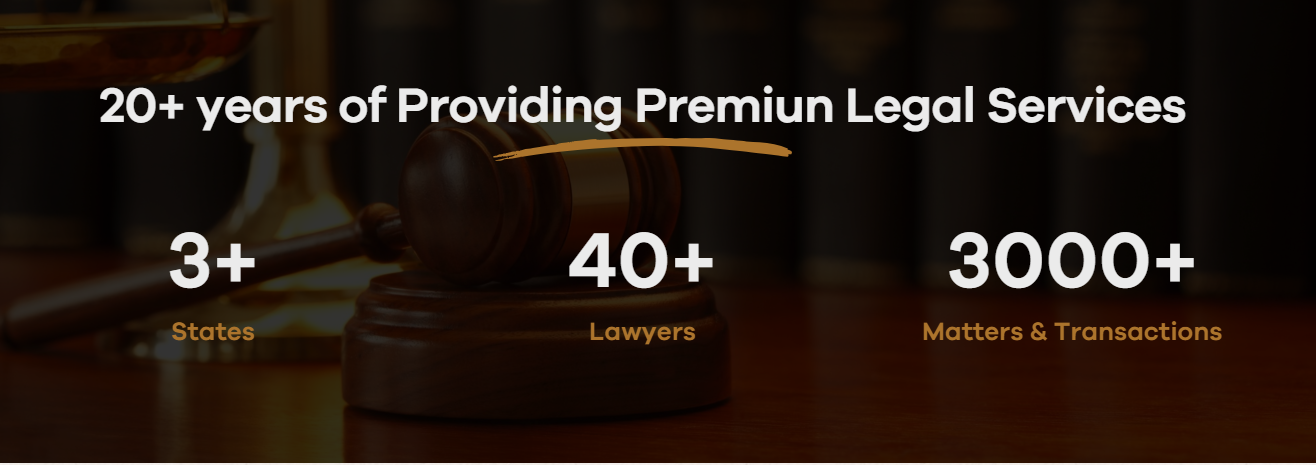 20+ years of Providing Premiun Legal Services
3+ 40+ 3000+
States Lawyers Matters & Transactions